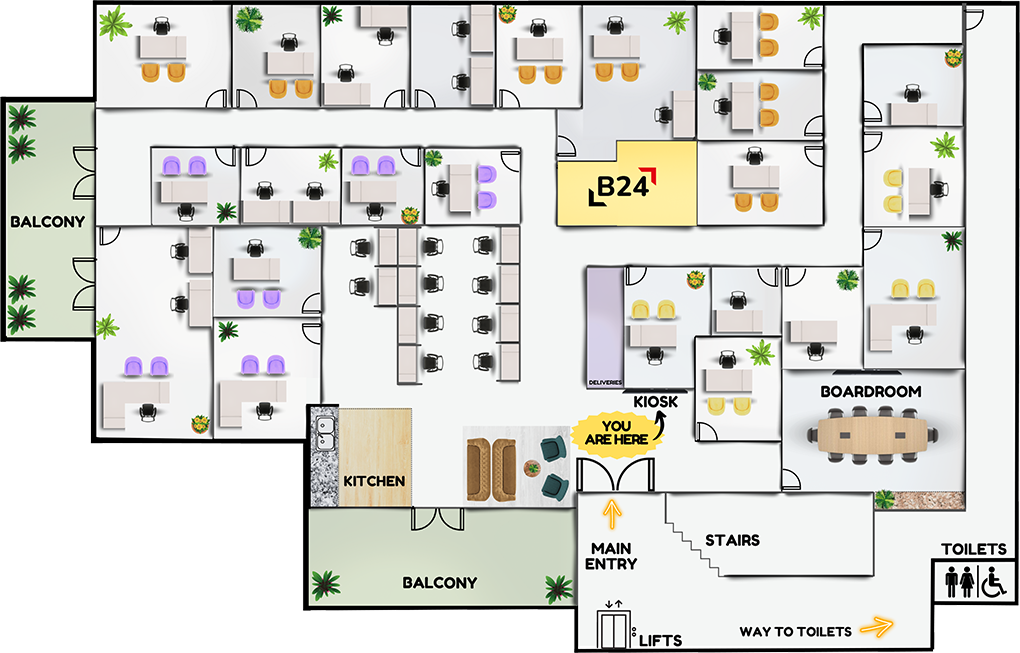 B24
BALCONY
DELIVERIES
KIOSK
BOARDROOM
YOU
ARE HERE
KITCHEN
MAIN
ENTRY
STAIRS
TOILETS
BALCONY
WAY TO TOILETS
LIFTS